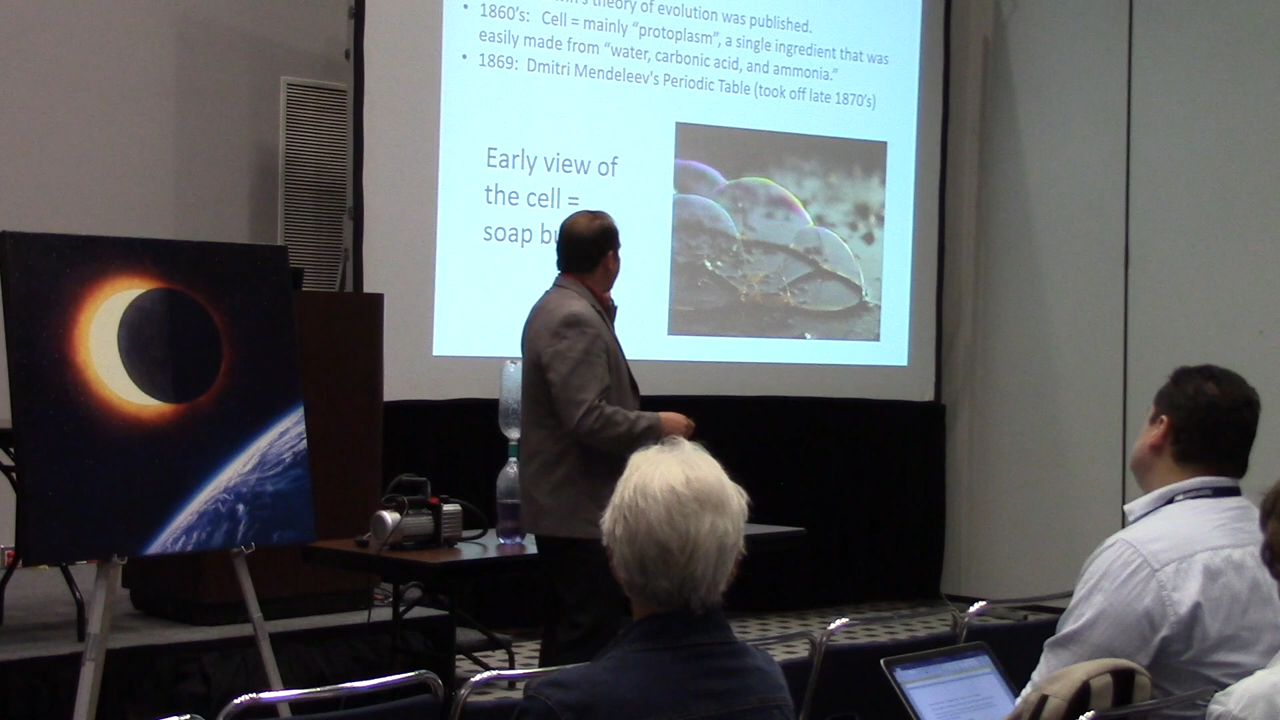 theory of evolution was published.
• 1860's: Cell = mainly “protoplasm”, a single ingredient that was
easily made from “water, carbonic acid, and ammonia.”
• 1869: Dmitri Mendeleev's Periodic Table (took off late 1870's)
Early view of
the cell =
soap